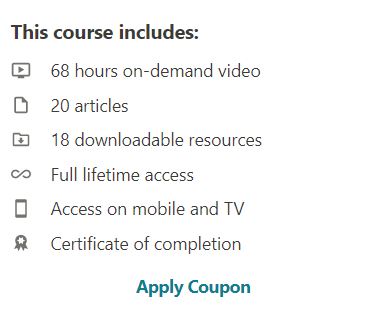 This course includes:
68 hours on-demand video
20 articles
18 downloadable resources
Full lifetime access
Access on mobile and TV
Certificate of completion
Apply Coupon